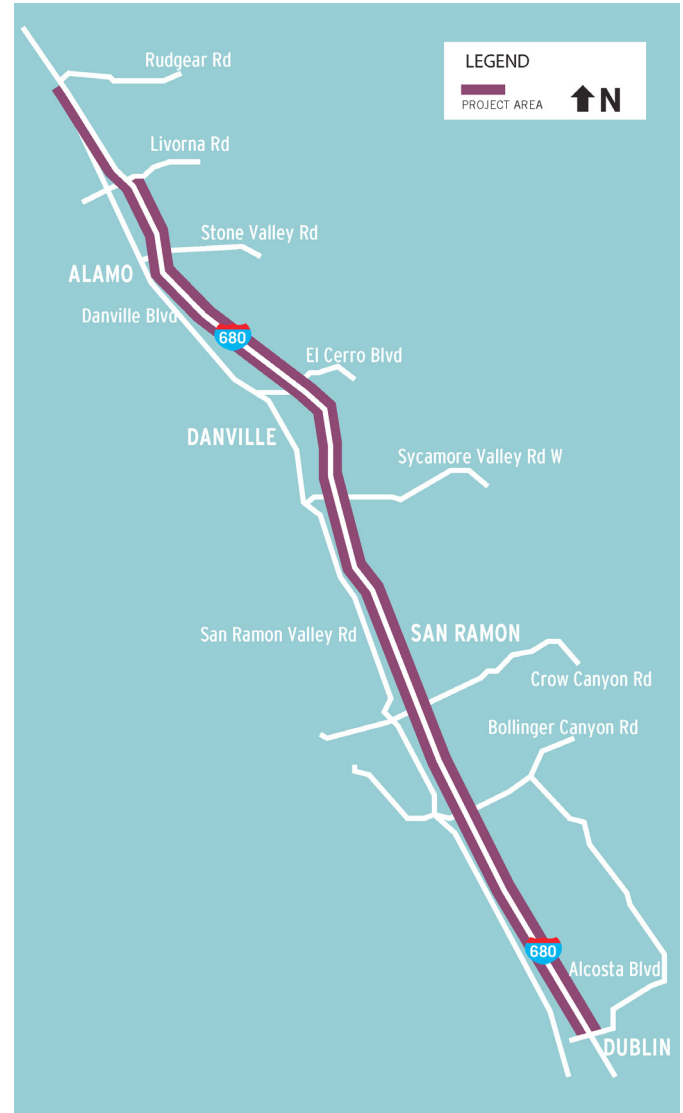 Rudgear Rd
LEGEND
PROJECT AREA
N
Livorna Rd
Stone Valley Rd
ALAMO
Danville Blvd
680
El Cerro Blvd
DANVILLE
Sycamore Valley Rd W
San Ramon Valley Rd
SAN RAMON
Crow Canyon Rd
Bollinger Canyon Rd
680
Alcosta Blvd
DUBLIN